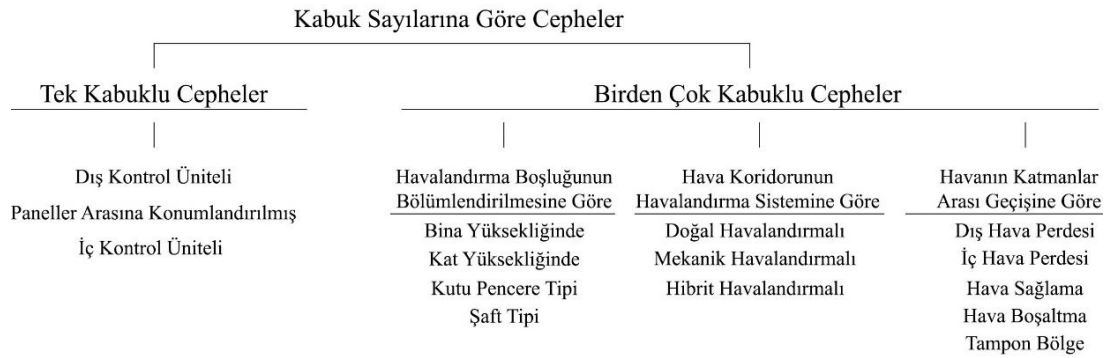 Kabuk Sayılarına Göre Cepheler
Tek Kabuklu Cepheler
Dış Kontrol Üniteli
Paneller Arasına Konumlandırılmış
İç Kontrol Üniteli
Birden Çok Kabuklu Cepheler
Havalandırma Boşluğunun
Bölümlendirilmesine Göre
Bina Yüksekliğinde
Kat Yüksekliğinde
Kutu Pencere Tipi
Şaft Tipi
Hava Koridorunun
Havalandırma Sistemine Göre
Doğal Havalandırmalı
Mekanik Havalandırmalı
Hibrit Havalandırmalı
Havanın Katmanlar
Arası Geçişine Göre
Dış Hava Perdesi
İç Hava Perdesi
Hava Sağlama
Hava Boşaltma
Tampon Bölge